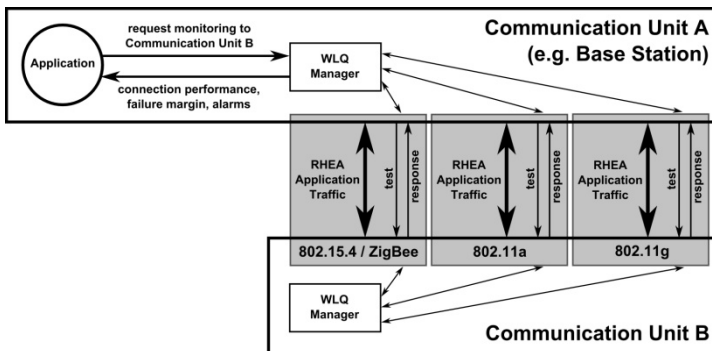 Communication Unit A
(e.g. Base Station)
request monitoring to
Communication Unit B
Application
WLQ
Manager
connection performance,
failure margin, alarms
RHEA
Application
Traffic
test
response
RHEA
Application
Traffic
test
response
RHEA
Application
Traffic
test
response
802.15.4 / ZigBee
802.11a
802.11g
WLQ
Manager
Communication Unit B